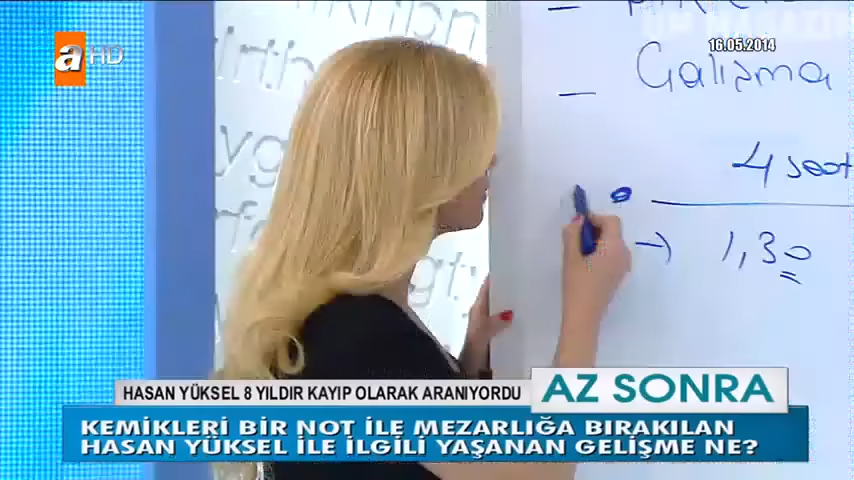 a HD
16.05.2014
Çalışma
4 saat
→ 1,30
HASAN YÜKSEL 8 YILDIR KAYIP OLARAK ARANIYORDU
AZ SONRA
KEMİKLERİ BİR NOT İLE MEZARLIĞA BIRAKILAN
HASAN YÜKSEL İLE İLGİLİ YAŞANAN GELİŞME NE?